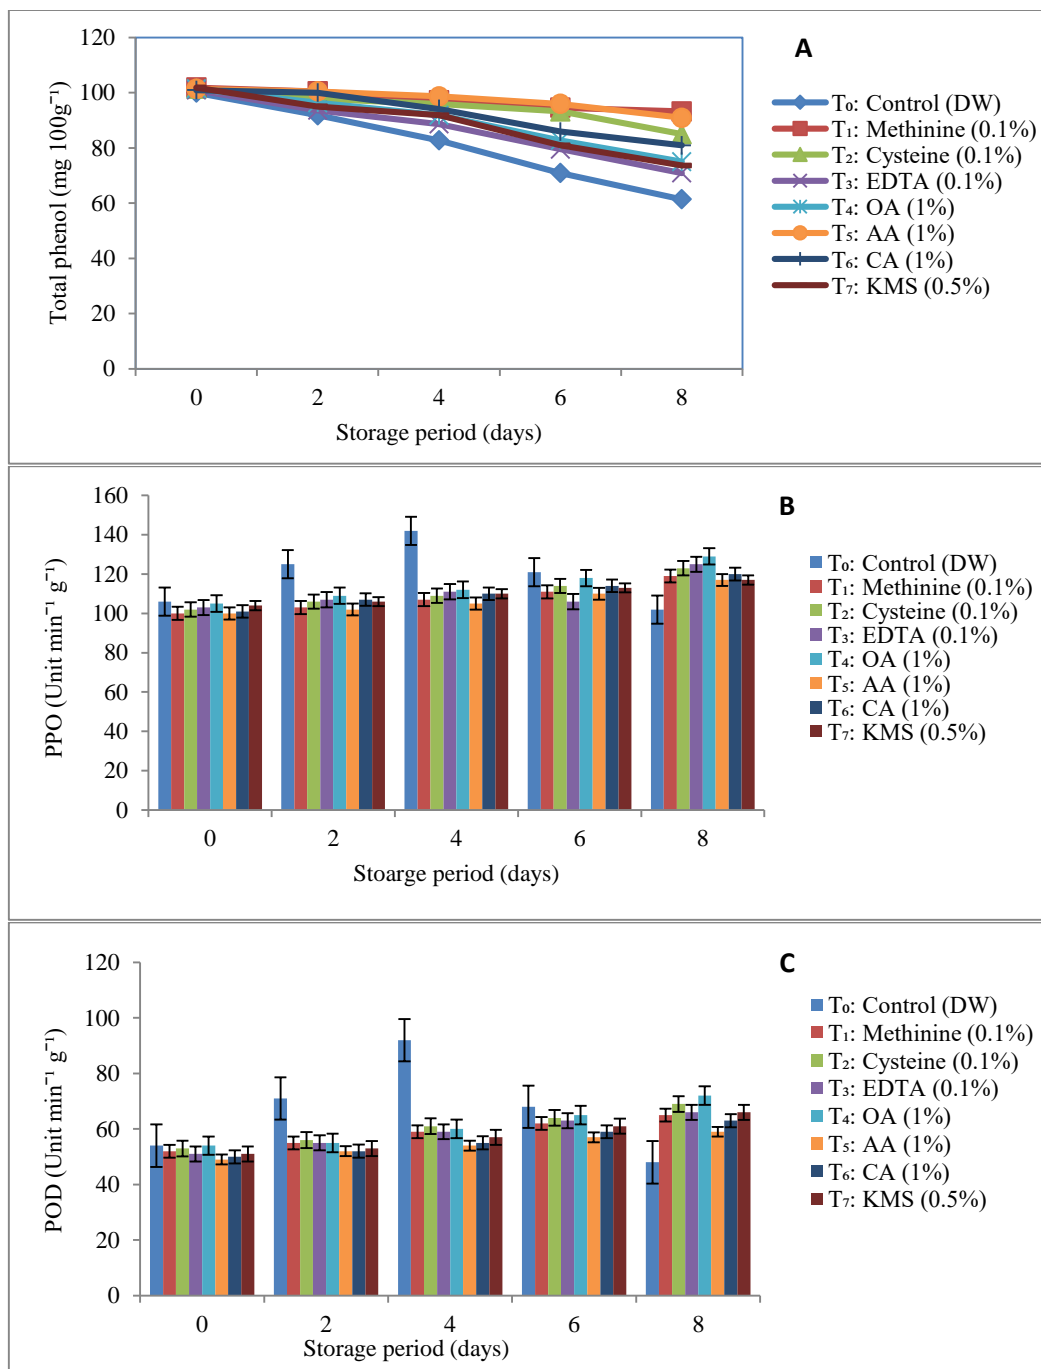 A
Total phenol (mg 100g⁻¹)
120
100
80
60
40
20
0
0 2 4 6 8
Storage period (days)
T₀: Control (DW)
T₁: Methinine (0.1%)
T₂: Cysteine (0.1%)
T₃: EDTA (0.1%)
T₄: OA (1%)
T₅: AA (1%)
T₆: CA (1%)
T₇: KMS (0.5%)
B
PPO (Unit min⁻¹ g⁻¹)
160
140
120
100
80
60
40
20
0
0 2 4 6 8
Stoarge period (days)
T₀: Control (DW)
T₁: Methinine (0.1%)
T₂: Cysteine (0.1%)
T₃: EDTA (0.1%)
T₄: OA (1%)
T₅: AA (1%)
T₆: CA (1%)
T₇: KMS (0.5%)
C
POD (Unit min⁻¹ g⁻¹)
120
100
80
60
40
20
0
0 2 4 6 8
Storage period (days)
T₀: Control (DW)
T₁: Methinine (0.1%)
T₂: Cysteine (0.1%)
T₃: EDTA (0.1%)
T₄: OA (1%)
T₅: AA (1%)
T₆: CA (1%)
T₇: KMS (0.5%)